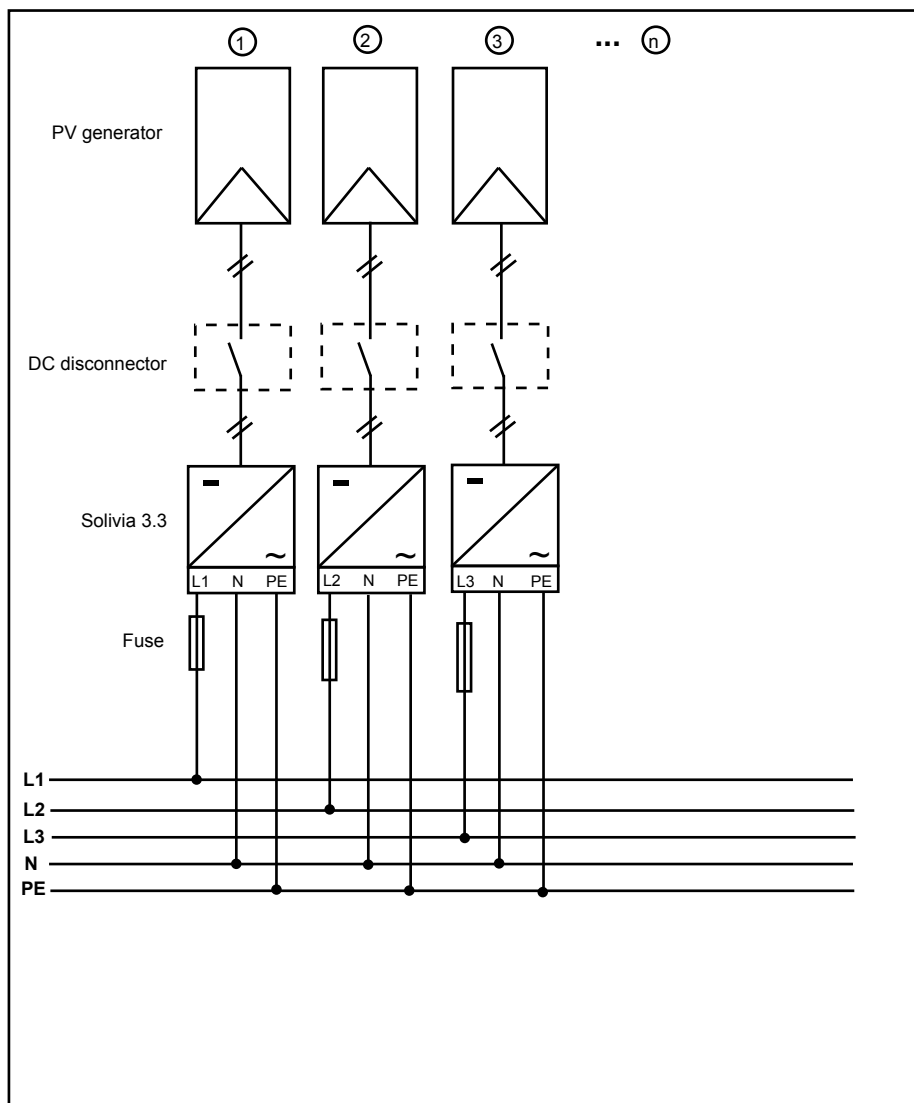 1 2 3 ... n
PV generator
DC disconnector
Solivia 3.3
L1 N PE L2 N PE L3 N PE
Fuse
L1
L2
L3
N
PE